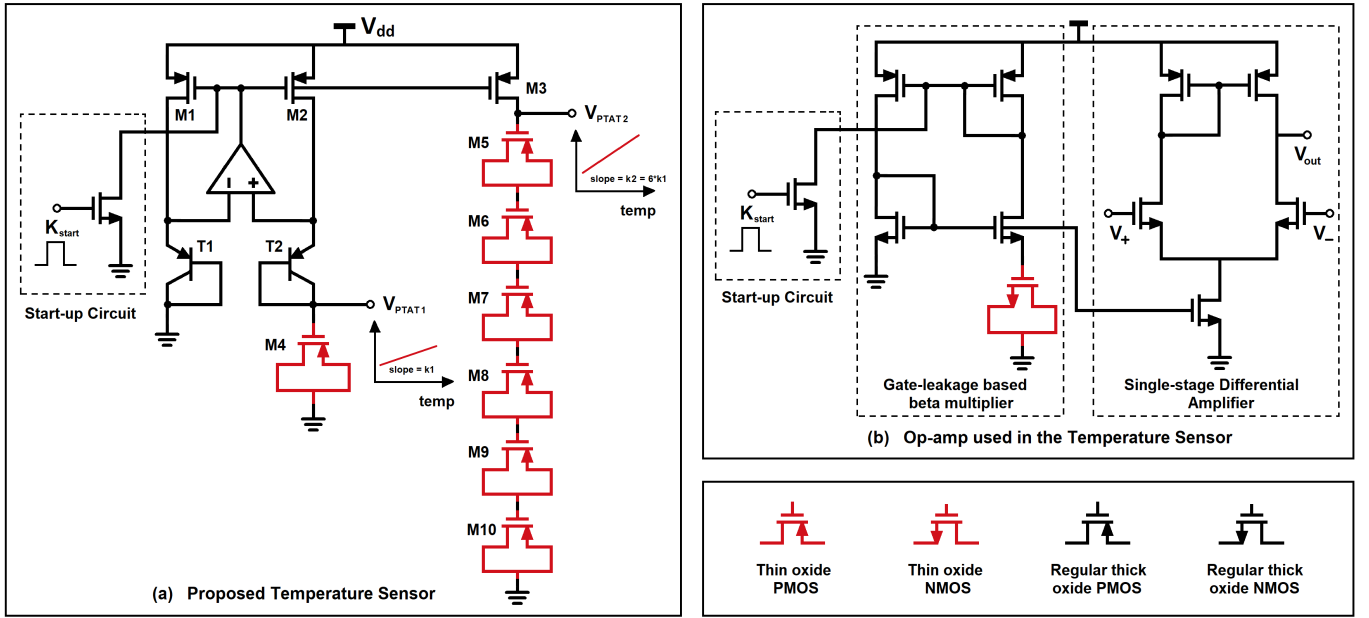 Vdd
M1
M2
M3
VPTAT2
M5
slope = k2 = 6*k1
temp
Kstart
Start-up Circuit
T1
T2
VPTAT1
M4
slope = k1
temp
M6
M7
M8
M9
M10
(a) Proposed Temperature Sensor
Kstart
Start-up Circuit
Vout
V+
V−
Gate-leakage based
beta multiplier
Single-stage Differential
Amplifier
(b) Op-amp used in the Temperature Sensor
Thin oxide
PMOS
Thin oxide
NMOS
Regular thick
oxide PMOS
Regular thick
oxide NMOS